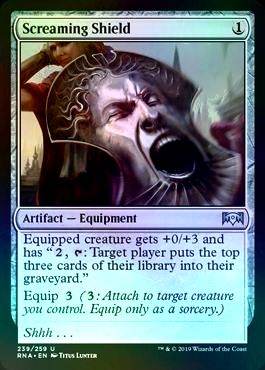 Screaming Shield 1
Artifact — Equipment
Equipped creature gets +0/+3 and
has “2, : Target player puts the
top three cards of their library into their
graveyard.”
Equip 3 (3: Attach to target creature
you control. Equip only as a sorcery.)
Shhh . . .
239/259 U
RNA • EN Titus Lunter
™ & © 2019 Wizards of the Coast